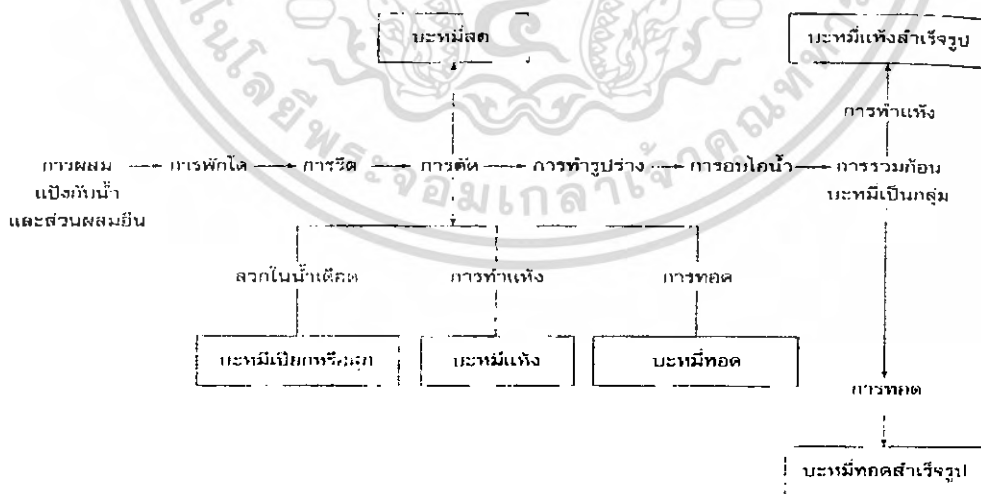 บะหมี่สด
บะหมี่แห้งสำเร็จรูป
การทำแห้ง
การผสม
แป้งกับน้ำ
และส่วนผสมอื่น
การพักโด
การรีด
การตัด
การทำรูปร่าง
การอบไอน้ำ
การรวมก้อน
บะหมี่เป็นกลุ่ม
ลวกในน้ำเดือด
การทำแห้ง
การทอด
บะหมี่เปียกหรือสุก
บะหมี่แห้ง
บะหมี่ทอด
การทอด
บะหมี่ทอดสำเร็จรูป